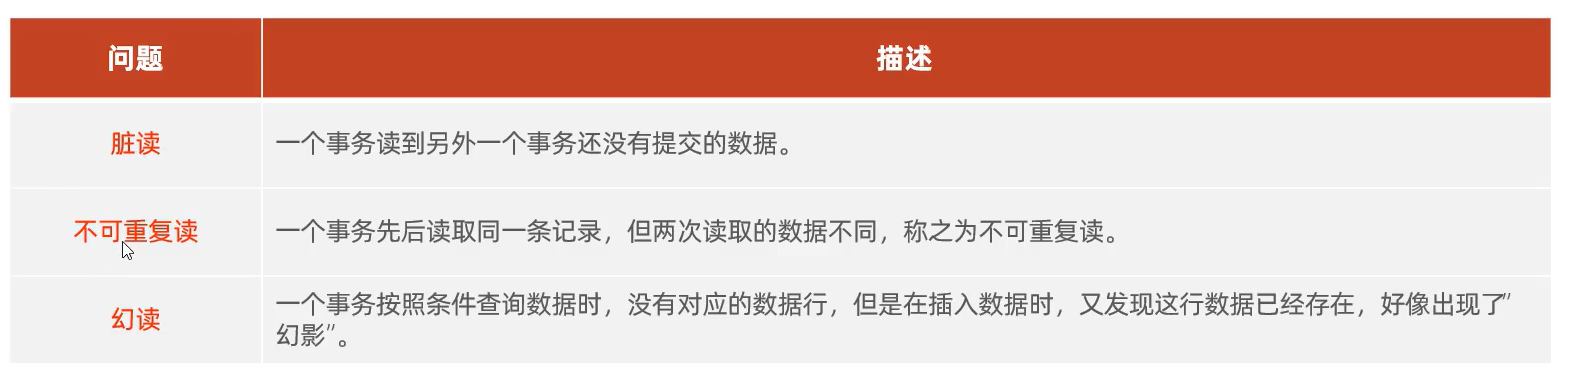 问题
描述
脏读
一个事务读到另外一个事务还没有提交的数据。
不可重复读
一个事务先后读取同一条记录，但两次读取的数据不同，称之为不可重复读。
幻读
一个事务按照条件查询数据时，没有对应的数据行，但是在插入数据时，又发现这行数据已经存在，好像出现了”
幻影”。